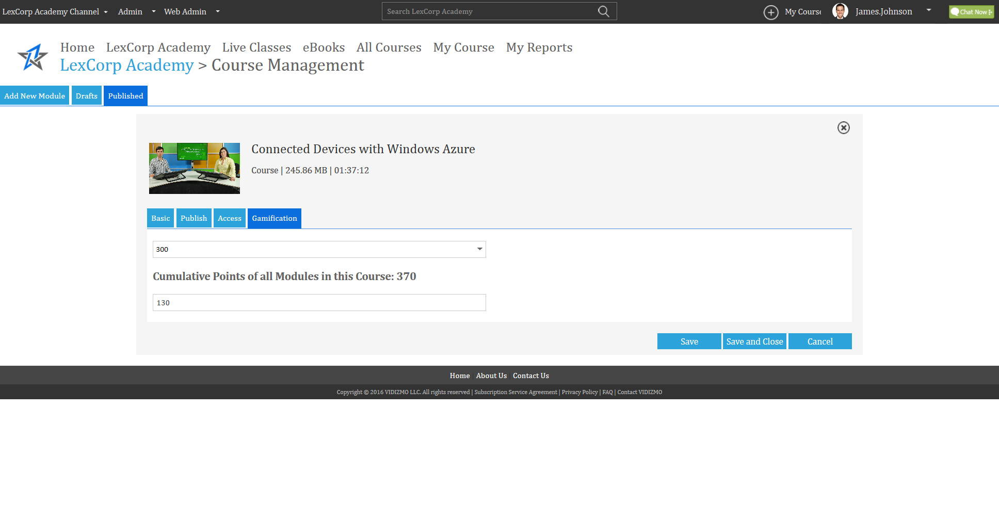 LexCorp Academy Channel Admin Web Admin Search LexCorp Academy My Course James.Johnson Chat Now
Home LexCorp Academy Live Classes eBooks All Courses My Course My Reports
LexCorp Academy > Course Management
Add New Module Drafts Published
Connected Devices with Windows Azure
Course | 245.86 MB | 01:37:12
Basic Publish Access Gamification
300
Cumulative Points of all Modules in this Course: 370
130
Save Save and Close Cancel
Home About Us Contact Us
Copyright © 2016 VIDIZMO LLC. All rights reserved | Subscription Service Agreement | Privacy Policy | FAQ | Contact VIDIZMO